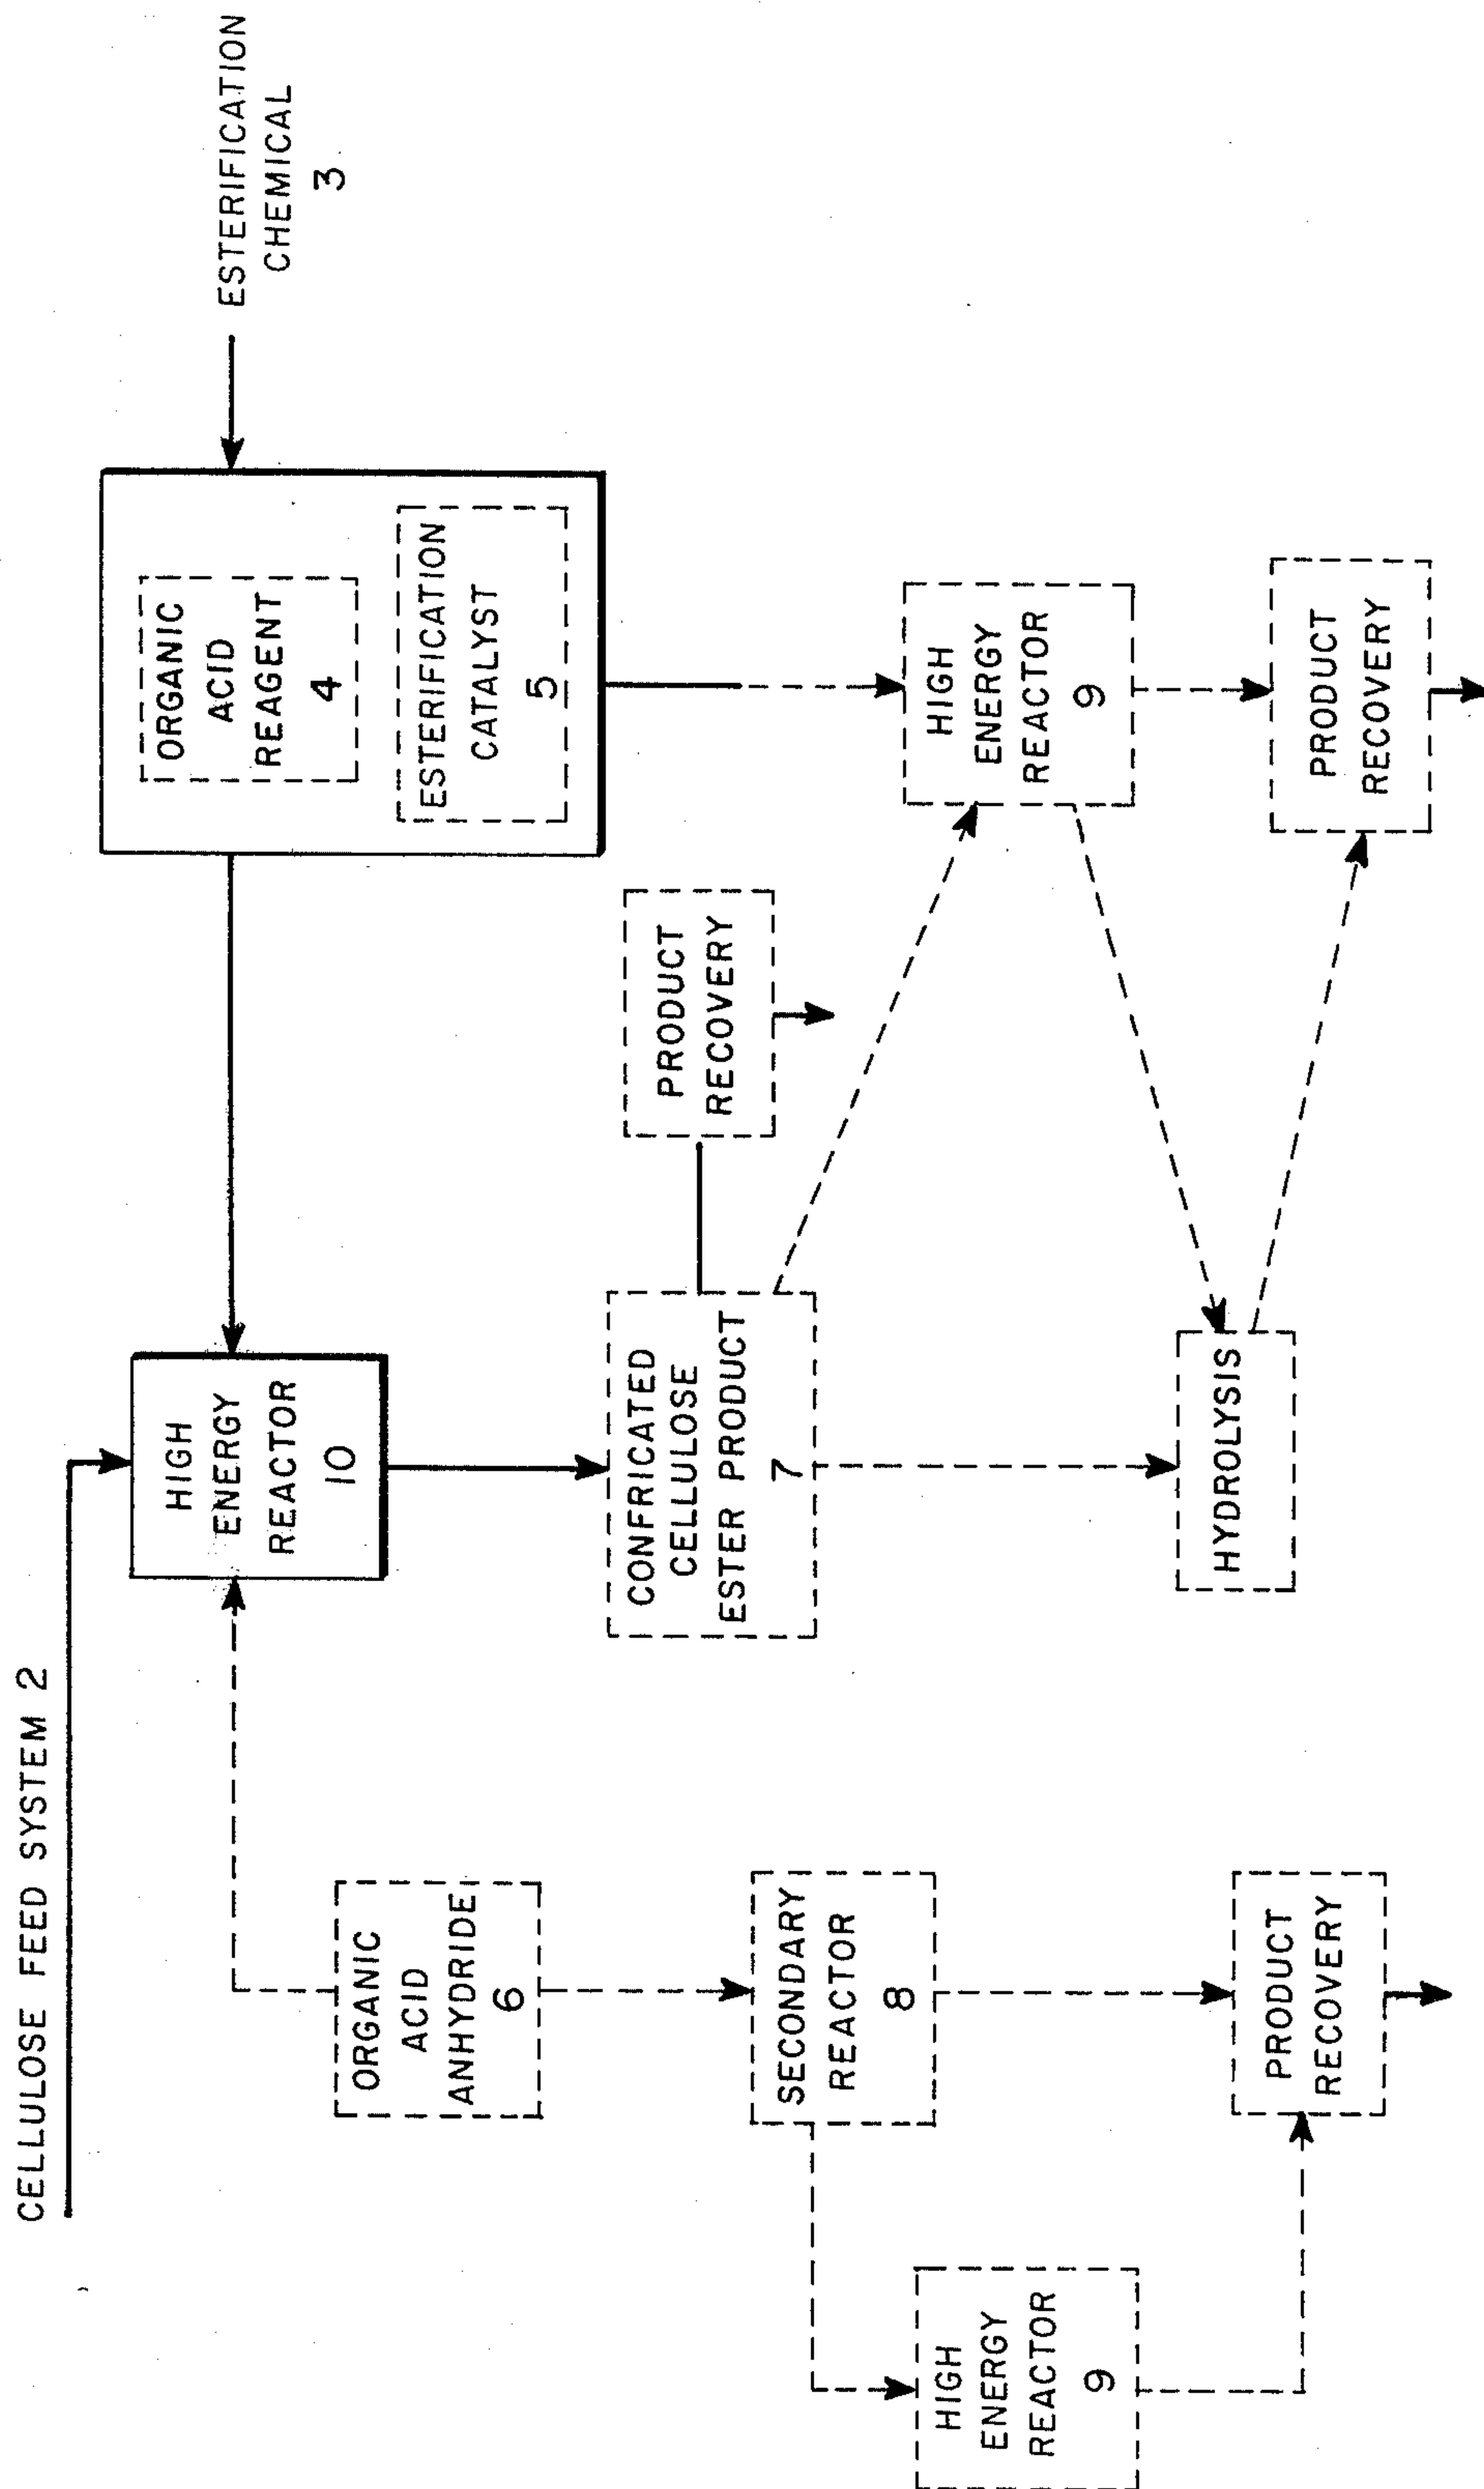 CELLULOSE FEED SYSTEM 2
ESTERIFICATION
CHEMICAL
3
ORGANIC
ACID
REAGENT
4
ESTERIFICATION
CATALYST
5
HIGH
ENERGY
REACTOR
10
ORGANIC
ACID
ANHYDRIDE
6
CONFRICATED
CELLULOSE
ESTER PRODUCT
7
PRODUCT
RECOVERY
SECONDARY
REACTOR
8
HIGH
ENERGY
REACTOR
9
HIGH
ENERGY
REACTOR
9
HYDROLYSIS
PRODUCT
RECOVERY
PRODUCT
RECOVERY